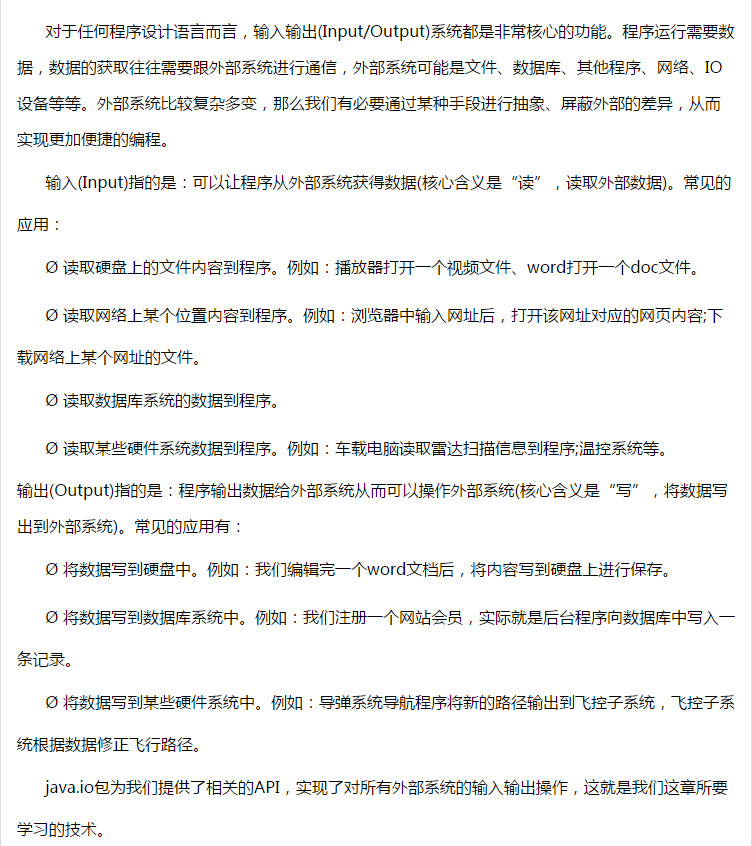 对于任何程序设计语言而言，输入输出(Input/Output)系统都是非常核心的功能。程序运行需要数
据，数据的获取往往需要跟外部系统进行通信，外部系统可能是文件、数据库、其他程序、网络、IO
设备等等。外部系统比较复杂多变，那么我们有必要通过某种手段进行抽象、屏蔽外部的差异，从而
实现更加便捷的编程。
输入(Input)指的是：可以让程序从外部系统获得数据(核心含义是“读”，读取外部数据)。常见的
应用：
Ø 读取硬盘上的文件内容到程序。例如：播放器打开一个视频文件、word打开一个doc文件。
Ø 读取网络上某个位置内容到程序。例如：浏览器中输入网址后，打开该网址对应的网页内容;下
载网络上某个网址的文件。
Ø 读取数据库系统的数据到程序。
Ø 读取某些硬件系统数据到程序。例如：车载电脑读取雷达扫描信息到程序;温控系统等。
输出(Output)指的是：程序输出数据给外部系统从而可以操作外部系统(核心含义是“写”，将数据写
出到外部系统)。常见的应用有：
Ø 将数据写到硬盘中。例如：我们编辑完一个word文档后，将内容写到硬盘上进行保存。
Ø 将数据写到数据库系统中。例如：我们注册一个网站会员，实际就是后台程序向数据库中写入一
条记录。
Ø 将数据写到某些硬件系统中。例如：导弹系统导航程序将新的路径输出到飞控子系统，飞控子系
统根据数据修正飞行路径。
java.io包为我们提供了相关的API，实现了对所有外部系统的输入输出操作，这就是我们这章所要
学习的技术。